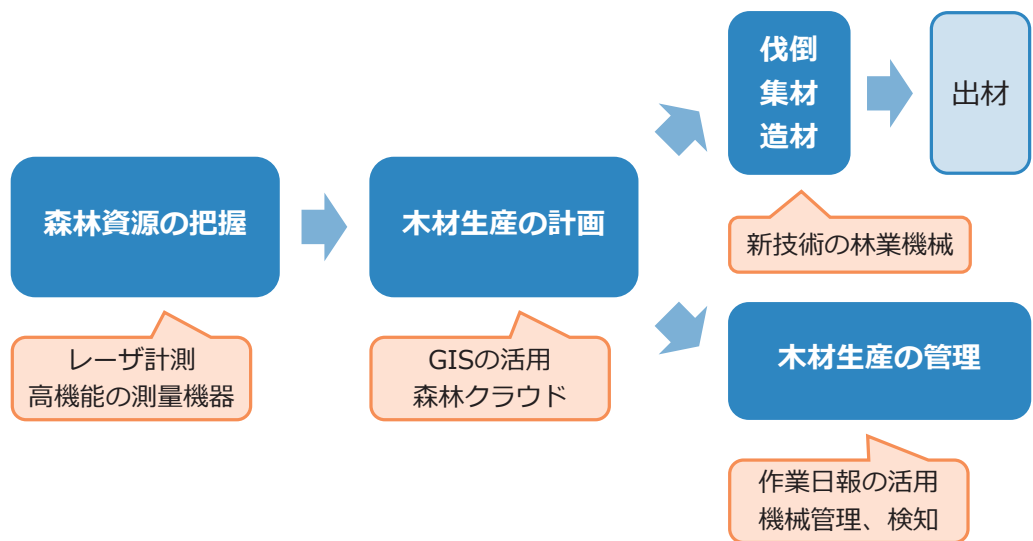 森林資源の把握
レーザ計測
高機能の測量機器
木材生産の計画
GISの活用
森林クラウド
伐倒
集材
造材
出材
新技術の林業機械
木材生産の管理
作業日報の活用
機械管理、検知